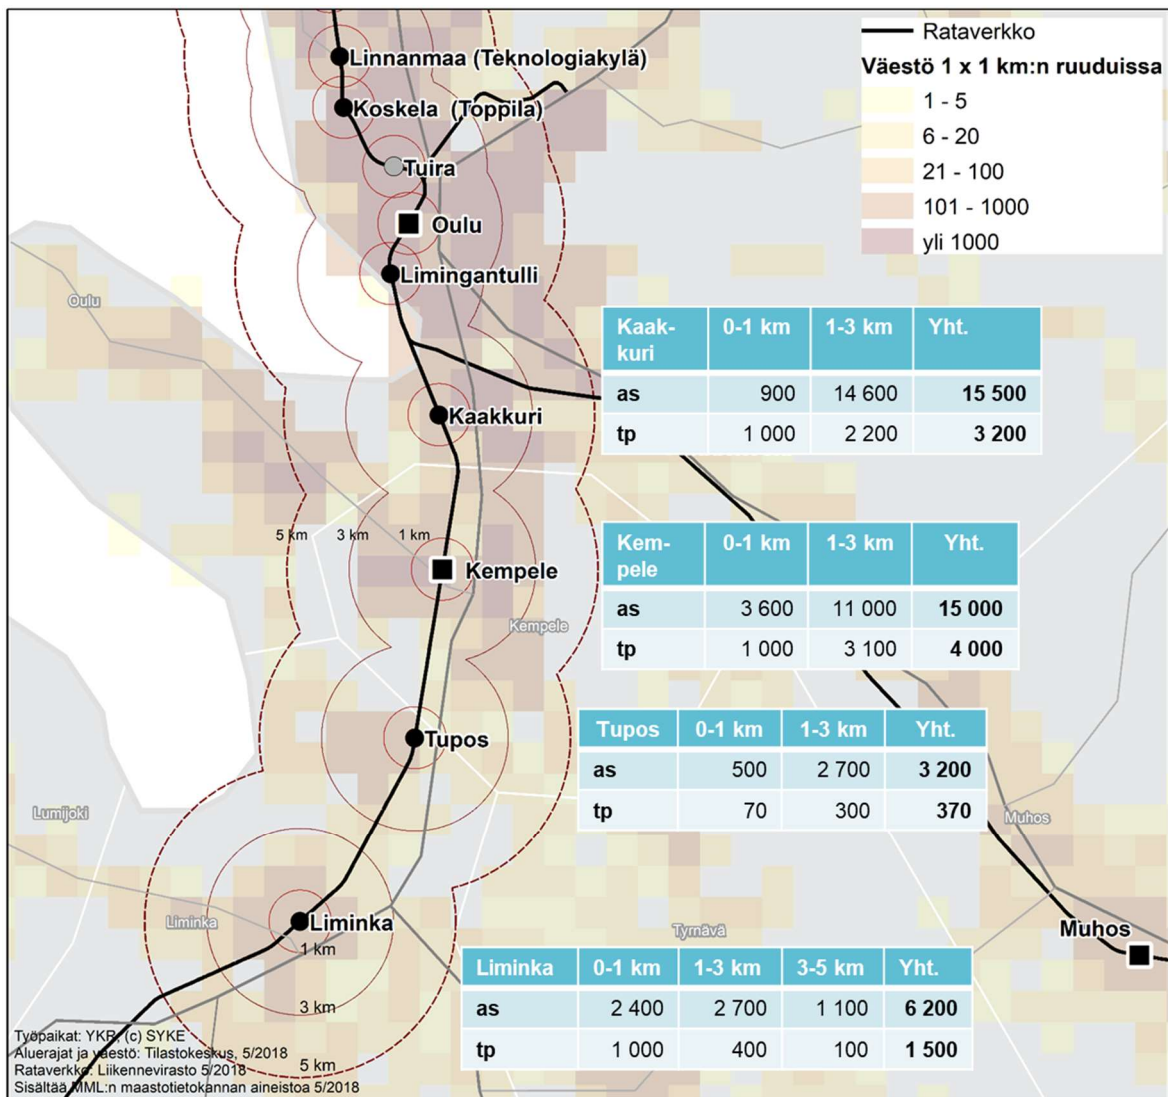 Linnanmaa (Teknologiakylä)
Koskela (Toppila)
Tuira
Oulu
Limingantulli
Kaakkuri
Kempele
Tupos
Liminka
Muhos
Rataverkko
Väestö 1 x 1 km:n ruuduissa
1 - 5
6 - 20
21 - 100
101 - 1000
yli 1000
Oulu
Kempele
Lumijoki
Liminka
Tyrnävä
Muhos
5 km 3 km 1 km
1 km
3 km
5 km
Kaak-kuri 0-1 km 1-3 km Yht.
as 900 14 600 15 500
tp 1 000 2 200 3 200
Kem-pele 0-1 km 1-3 km Yht.
as 3 600 11 000 15 000
tp 1 000 3 100 4 000
Tupos 0-1 km 1-3 km Yht.
as 500 2 700 3 200
tp 70 300 370
Liminka 0-1 km 1-3 km 3-5 km Yht.
as 2 400 2 700 1 100 6 200
tp 1 000 400 100 1 500
Työpaikat: YKR, (c) SYKE
Aluerajat ja väestö: Tilastokeskus, 5/2018
Rataverkko: Liikennevirasto 5/2018
Sisältää MML:n maastotietokannan aineistoa 5/2018